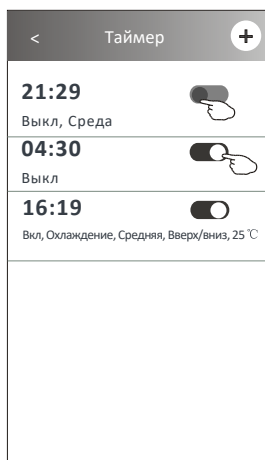 < Таймер +
21:29
Выкл, Среда
04:30
Выкл
16:19
Вкл, Охлаждение, Средняя, Вверх/вниз, 25℃